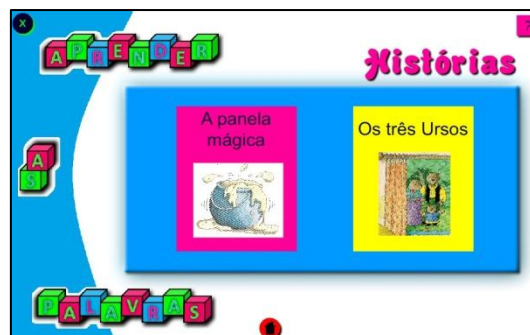 X
APRENDER
Histórias
A panela
mágica
Os três Ursos
AS
PALAVRAS